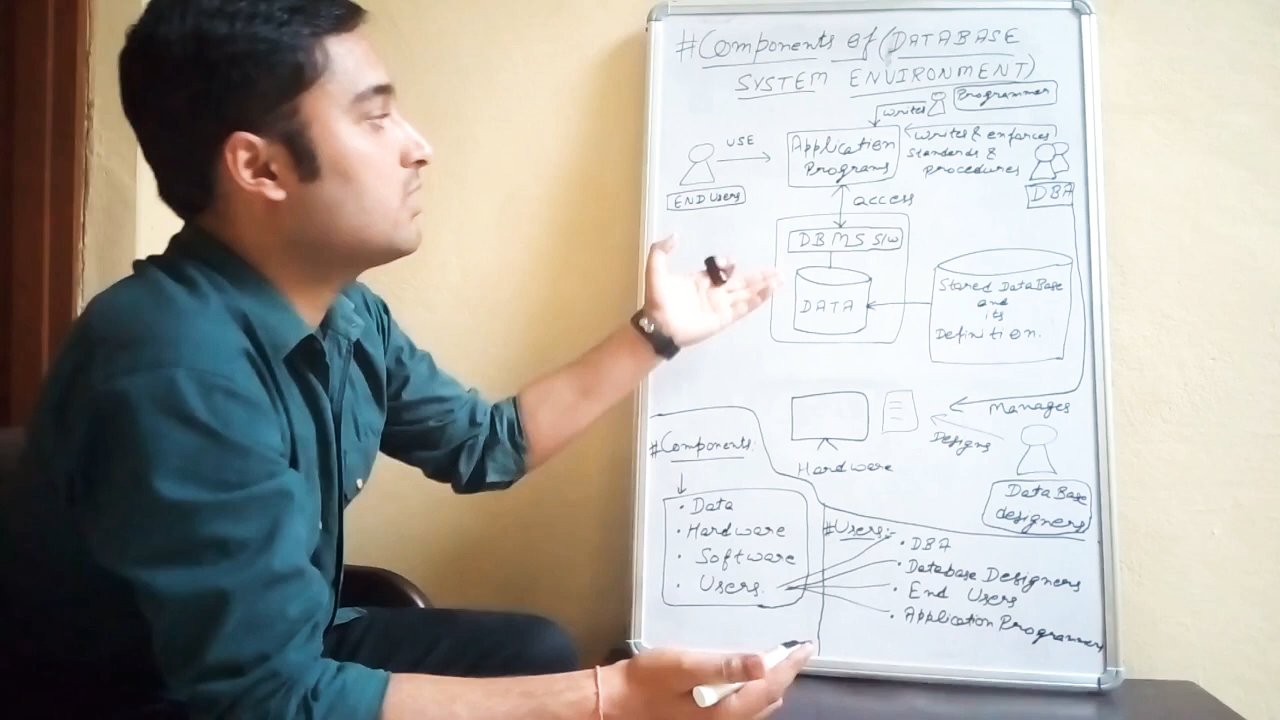 #Components of (DATABASE
SYSTEM ENVIRONMENT)
Programmer
writes
USE
Application
Programs
writes & enforces
Standards &
procedures
END Users
DBA
access
DBMS S/W
DATA
Stored DataBase
and
its
Definition.
Manages
Designs
Hardware
DataBase
designers
#Components:
• Data
• Hardware
• Software
• Users.
#Users:-
• DBA
• Database Designers
• End Users
• Application Programmers